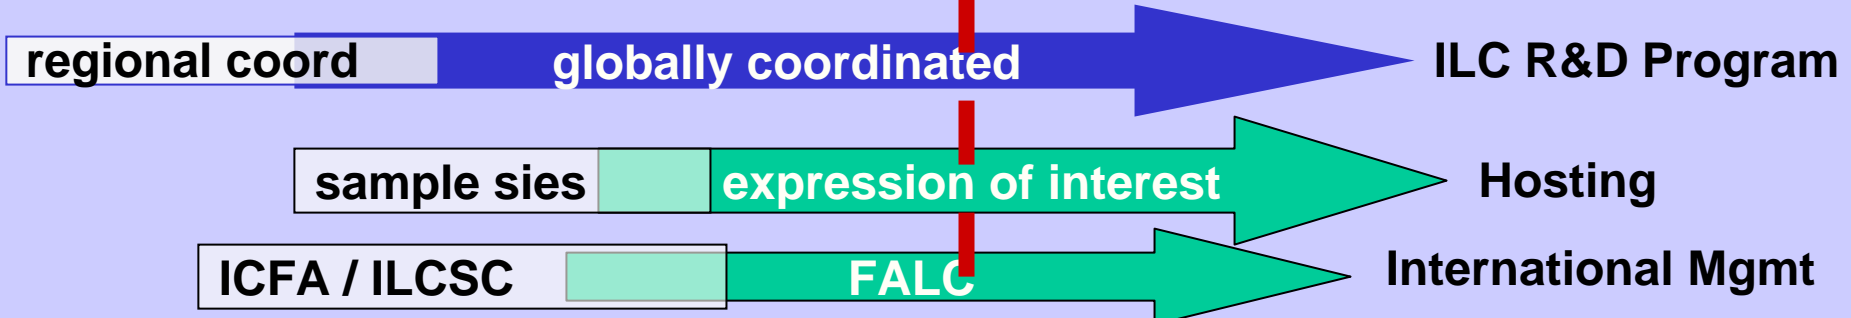 regional coord globally coordinated ILC R&D Program
sample sies expression of interest Hosting
ICFA / ILCSC FALC International Mgmt